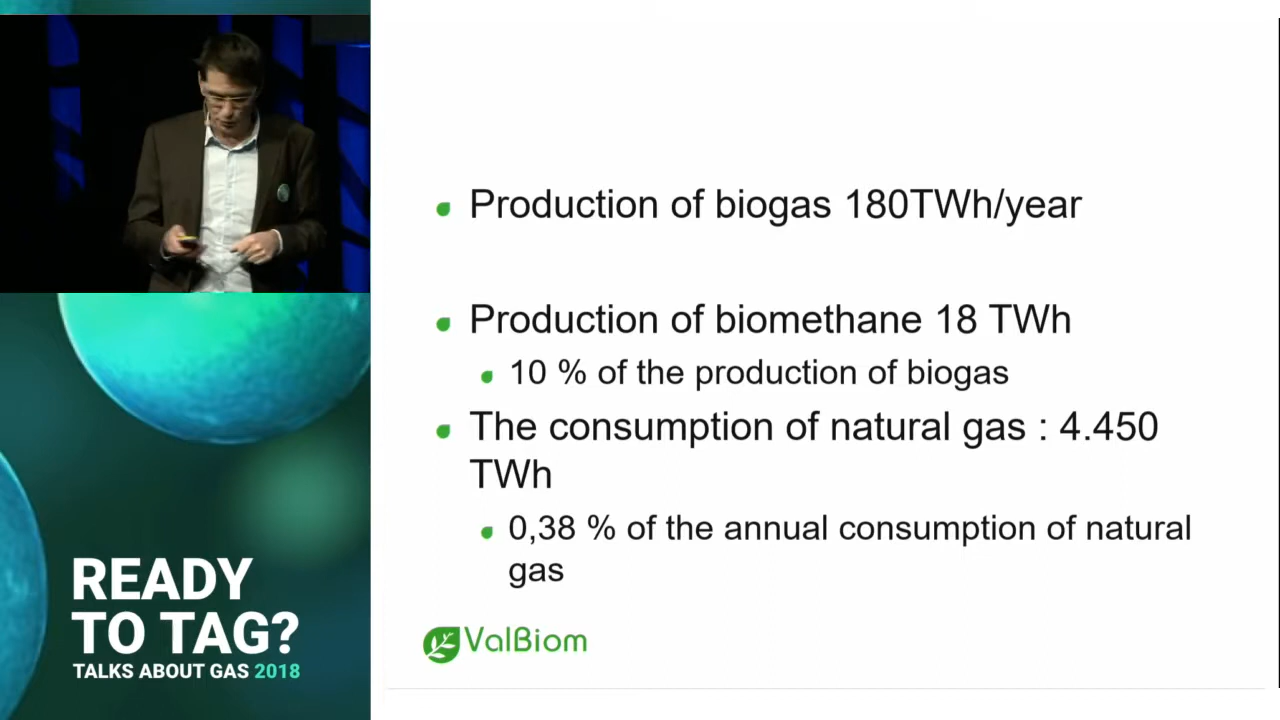 Production of biogas 180TWh/year
Production of biomethane 18 TWh
10 % of the production of biogas
The consumption of natural gas : 4.450
TWh
0,38 % of the annual consumption of natural
gas
ValBiom
READY
TO TAG?
TALKS ABOUT GAS 2018